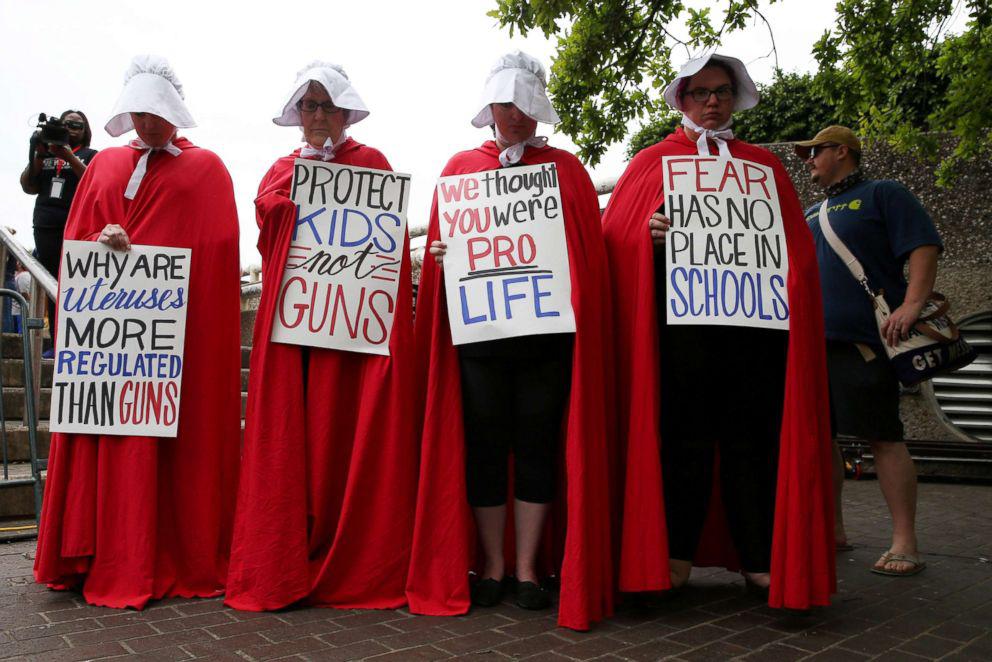 WHY ARE
uteruses
MORE
REGULATED
THAN GUNS
PROTECT
KIDS
not
GUNS
We thought
YOU WERE
PRO
LIFE
FEAR
HAS NO
PLACE IN
SCHOOLS
GET